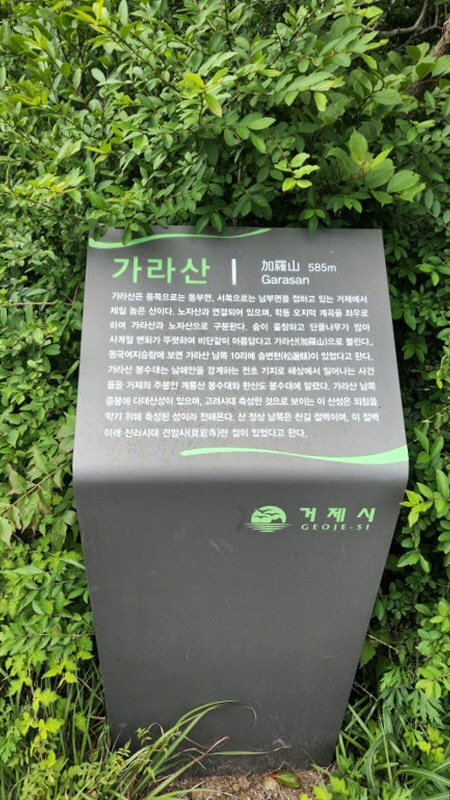 가라산 | 加羅山 585m
Garasan
가라산은 동쪽으로는 동부면, 서쪽으로는 남부면을 접하고 있는 거제에서
제일 높은 산이다. 노자산과 연결되어 있으며, 학동 오지막 계곡을 좌우로
하여 가라산과 노자산으로 구분한다. 숲이 울창하고 단풍나무가 많아
사계절 변화가 뚜렷하여 비단같이 아름답다고 가라산(加羅山)으로 불린다.
동국여지승람에 보면 가라산 남쪽 10리에 송변현(松邊縣)이 있었다고 한다.
가라산 봉수대는 남해안을 경계하는 전초 기지로 해상에서 일어나는 사건
들을 거제의 주봉인 계룡산 봉수대와 한산도 봉수대에 알렸다. 가라산 남쪽
중봉에 다대산성이 있으며, 고려시대 축성한 것으로 보이는 이 산성은 왜침을
막기 위해 축성된 성이라 전해온다. 산 정상 남쪽은 천길 절벽이며, 이 절벽
아래 신라시대 견암사(見岩寺)란 절이 있었다고 한다.
거제시
GEOJE-SI